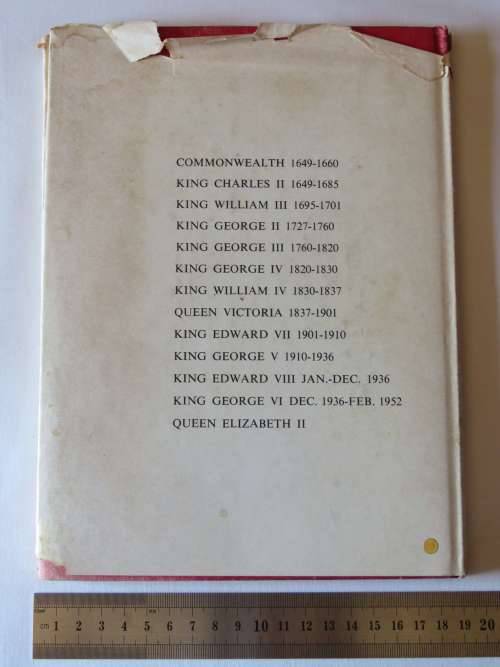 COMMONWEALTH 1649-1660
KING CHARLES II 1649-1685
KING WILLIAM III 1695-1701
KING GEORGE II 1727-1760
KING GEORGE III 1760-1820
KING GEORGE IV 1820-1830
KING WILLIAM IV 1830-1837
QUEEN VICTORIA 1837-1901
KING EDWARD VII 1901-1910
KING GEORGE V 1910-1936
KING EDWARD VIII JAN.-DEC. 1936
KING GEORGE VI DEC. 1936-FEB. 1952
QUEEN ELIZABETH II
cm 1 2 3 4 5 6 7 8 9 10 11 12 13 14 15 16 17 18 19 20